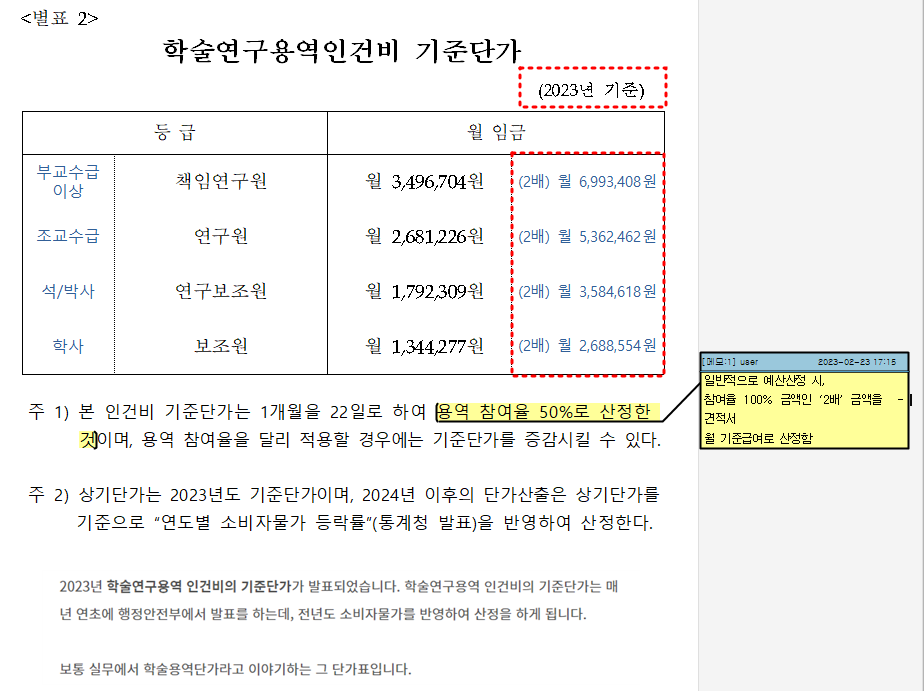 <별표 2>
학술연구용역인건비 기준단가
(2023년 기준)
등 급 월 임금
부교수급 이상 책임연구원 월 3,496,704원 (2배) 월 6,993,408원
조교수급 연구원 월 2,681,226원 (2배) 월 5,362,462원
석/박사 연구보조원 월 1,792,309원 (2배) 월 3,584,618원
학사 보조원 월 1,344,277원 (2배) 월 2,688,554원
[메모:1] user 2023-02-23 17:15
일반적으로 예산산정 시,
참여율 100% 금액인 '2배' 금액을 -
견적서
월 기준급여로 산정함
주 1) 본 인건비 기준단가는 1개월을 22일로 하여 용역 참여율 50%로 산정한
것이며, 용역 참여율을 달리 적용할 경우에는 기준단가를 증감시킬 수 있다.
주 2) 상기단가는 2023년도 기준단가이며, 2024년 이후의 단가산출은 상기단가를
기준으로 “연도별 소비자물가 등락률”(통계청 발표)을 반영하여 산정한다.
2023년 학술연구용역 인건비의 기준단가가 발표되었습니다. 학술연구용역 인건비의 기준단가는 매
년 연초에 행정안전부에서 발표를 하는데, 전년도 소비자물가를 반영하여 산정을 하게 됩니다.
보통 실무에서 학술용역단가라고 이야기하는 그 단가표입니다.